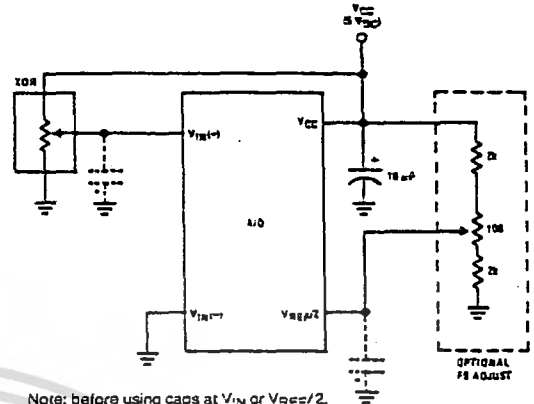 VCC
(5 VDC)
XDR
VIN(+)
VCC
10 µF
A/D
2k
100
2k
VIN(−)
VREF/2
OPTIONAL
FS ADJUST
Note: before using caps at VIN or VREF/2,